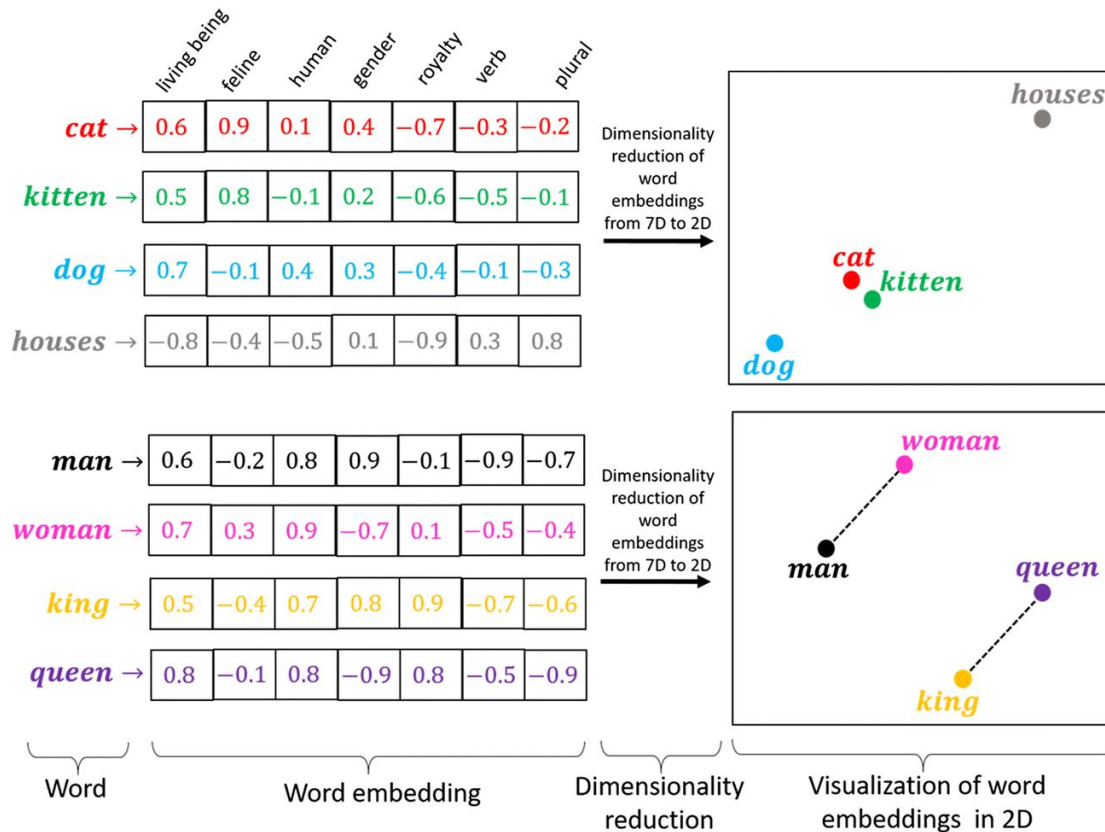 living being feline human gender royalty verb plural
cat → 0.6 0.9 0.1 0.4 −0.7 −0.3 −0.2
kitten → 0.5 0.8 −0.1 0.2 −0.6 −0.5 −0.1
dog → 0.7 −0.1 0.4 0.3 −0.4 −0.1 −0.3
houses → −0.8 −0.4 −0.5 0.1 −0.9 0.3 0.8
Dimensionality
reduction of
word
embeddings
from 7D to 2D
houses
cat
kitten
dog
man → 0.6 −0.2 0.8 0.9 −0.1 −0.9 −0.7
woman → 0.7 0.3 0.9 −0.7 0.1 −0.5 −0.4
king → 0.5 −0.4 0.7 0.8 0.9 −0.7 −0.6
queen → 0.8 −0.1 0.8 −0.9 0.8 −0.5 −0.9
Dimensionality
reduction of
word
embeddings
from 7D to 2D
woman
man
queen
king
Word
Word embedding
Dimensionality
reduction
Visualization of word
embeddings in 2D